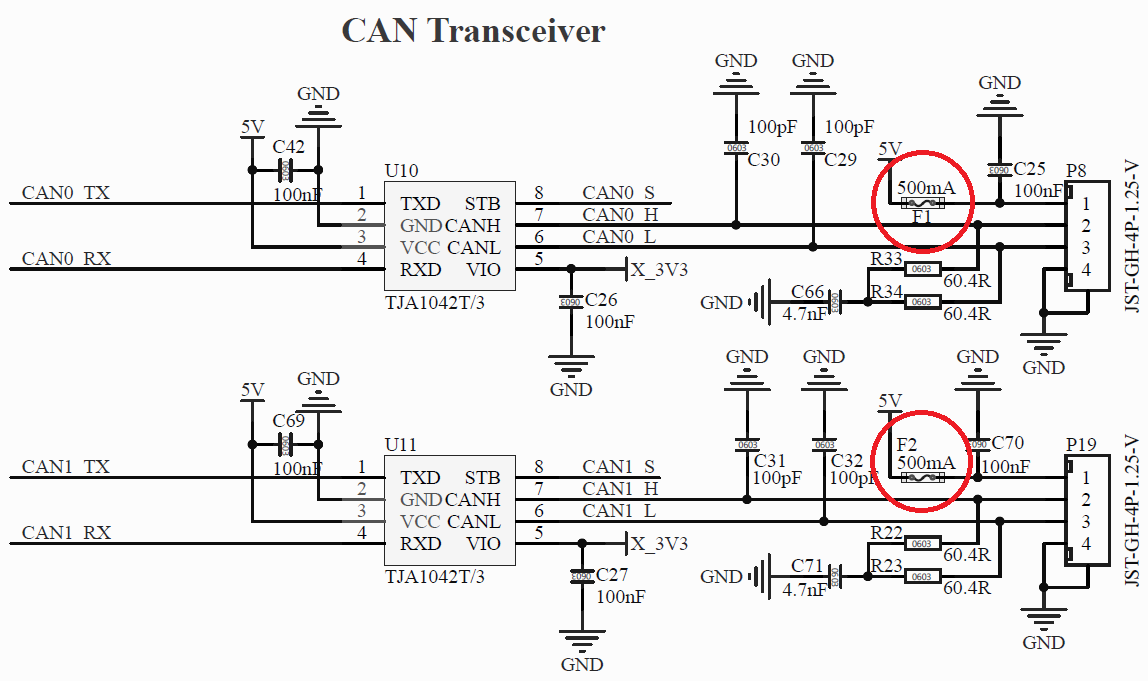 CAN Transceiver
GND GND
GND
GND
5V C42 100pF 100pF 5V
0603 0603 0603 C30 0603 C29 0603 C25
100nF U10 500mA 100nF P8
CAN0_TX 1 TXD STB 8 CAN0_S F1 1
2 GND CANH 7 CAN0_H 2
3 VCC CANL 6 CAN0_L 3
CAN0_RX 4 RXD VIO 5 X_3V3 R33 0603 60.4R 4
TJA1042T/3 0603 C26 GND C66 0603 R34 0603
100nF 4.7nF 60.4R
JST-GH-4P-1.25-V
GND GND
GND GND GND
GND
5V 5V
C69 0603 0603 C31 0603 C32 F2 0603 C70
100nF U11 100pF 100pF 500mA 100nF P19
CAN1_TX 1 TXD STB 8 CAN1_S 1
2 GND CANH 7 CAN1_H 2
3 VCC CANL 6 CAN1_L 3
CAN1_RX 4 RXD VIO 5 X_3V3 R22 0603 60.4R 4
TJA1042T/3 0603 C27 GND C71 0603 R23 0603
100nF 4.7nF 60.4R
JST-GH-4P-1.25-V
GND GND